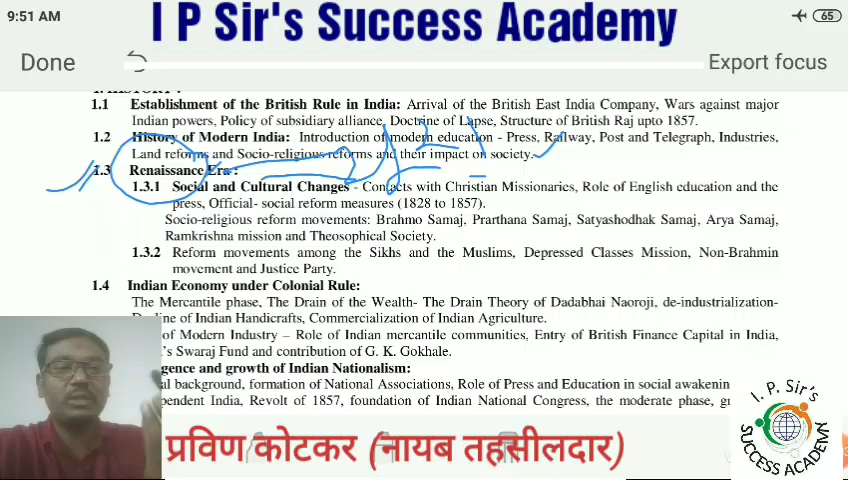 9:51 AM
I P Sir's Success Academy
65
Done
Export focus
1.1 Establishment of the British Rule in India: Arrival of the British East India Company, Wars against major
Indian powers, Policy of subsidiary alliance, Doctrine of Lapse, Structure of British Raj upto 1857.
1.2 History of Modern India: Introduction of modern education - Press, Railway, Post and Telegraph, Industries,
Land reforms and Socio-religious reforms and their impact on society.
1.3 Renaissance Era :
1.3.1 Social and Cultural Changes - Contacts with Christian Missionaries, Role of English education and the
press, Official- social reform measures (1828 to 1857).
Socio-religious reform movements: Brahmo Samaj, Prarthana Samaj, Satyashodhak Samaj, Arya Samaj,
Ramkrishna mission and Theosophical Society.
1.3.2 Reform movements among the Sikhs and the Muslims, Depressed Classes Mission, Non-Brahmin
movement and Justice Party.
1.4 Indian Economy under Colonial Rule:
The Mercantile phase, The Drain of the Wealth- The Drain Theory of Dadabhai Naoroji, de-industrialization-
of Indian Handicrafts, Commercialization of Indian Agriculture.
of Modern Industry – Role of Indian mercantile communities, Entry of British Finance Capital in India,
Swaraj Fund and contribution of G. K. Gokhale.
and growth of Indian Nationalism:
background, formation of National Associations, Role of Press and Education in social
India, Revolt of 1857, foundation of Indian National Congress, the moderate phase,
प्रविण कोटकर (नायब तहसीलदार)
I. P. Sir's
SUCCESS ACADEMY